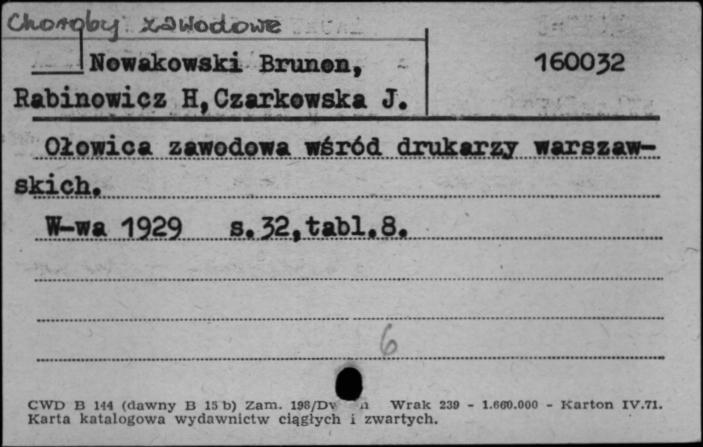 Choroby zawodowe
Nowakowski Brunon, 160032
Rabinowicz H,Czarkowska J.
Ołowica zawodowa wśród drukarzy warszaw-
skich.
W-wa 1929 s.32,tabl.8.
6
CWD B 144 (dawny B 15 b) Zam. 198/Dw Wrak 239 - 1.660.000 - Karton IV.71.
Karta katalogowa wydawnictw ciągłych i zwartych.